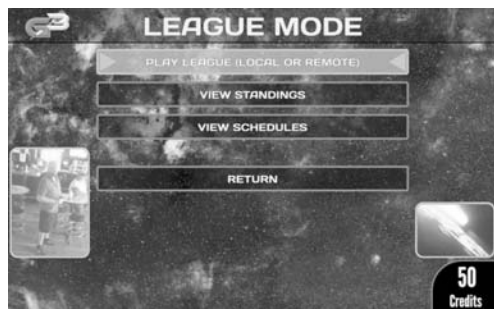 LEAGUE MODE
PLAY LEAGUE (LOCAL OR REMOTE)
VIEW STANDINGS
VIEW SCHEDULES
RETURN
50
Credits